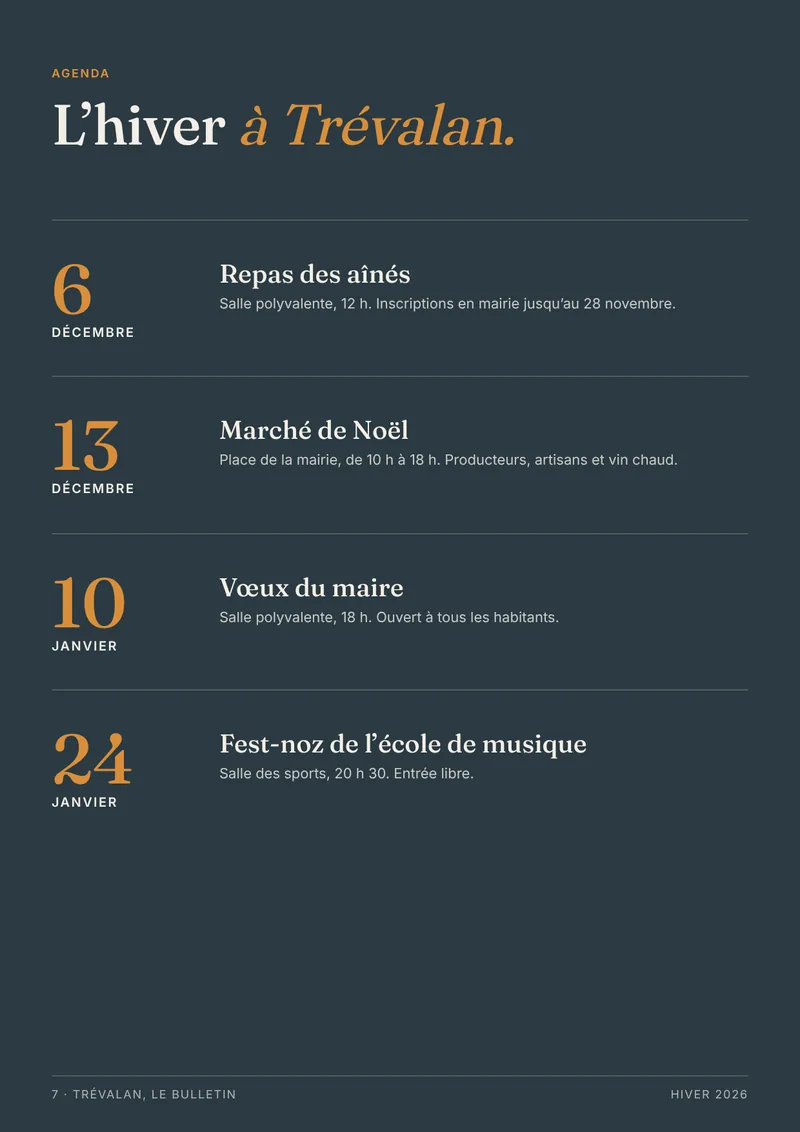 AGENDA
L’hiver à Trévalan.
6
DÉCEMBRE
Repas des aînés
Salle polyvalente, 12 h. Inscriptions en mairie jusqu’au 28 novembre.
13
DÉCEMBRE
Marché de Noël
Place de la mairie, de 10 h à 18 h. Producteurs, artisans et vin chaud.
10
JANVIER
Vœux du maire
Salle polyvalente, 18 h. Ouvert à tous les habitants.
24
JANVIER
Fest-noz de l’école de musique
Salle des sports, 20 h 30. Entrée libre.
7 · TRÉVALAN, LE BULLETIN
HIVER 2026